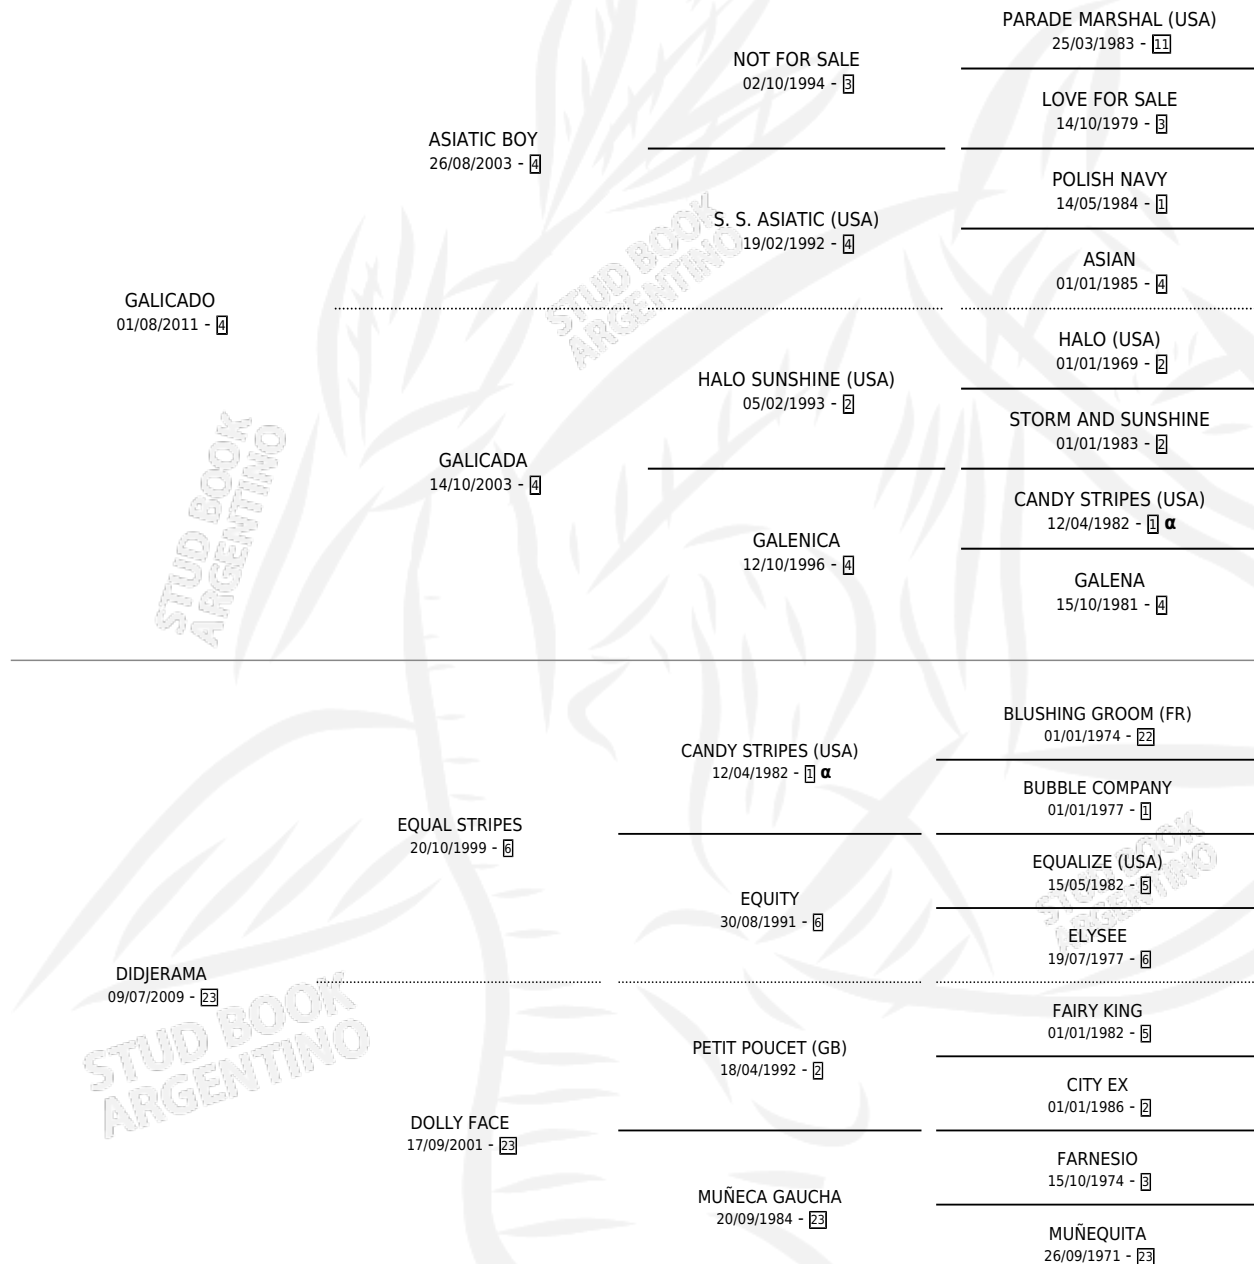 PARADE MARSHAL (USA)
25/03/1983 - 11
NOT FOR SALE
02/10/1994 - 3
LOVE FOR SALE
14/10/1979 - 3
ASIATIC BOY
26/08/2003 - 4
POLISH NAVY
14/05/1984 - 1
S. S. ASIATIC (USA)
19/02/1992 - 4
ASIAN
01/01/1985 - 4
STUD BOOK
ARGENTINO
GALICADO
01/08/2011 - 4
HALO (USA)
01/01/1969 - 2
HALO SUNSHINE (USA)
05/02/1993 - 2
STORM AND SUNSHINE
01/01/1983 - 2
GALICADA
14/10/2003 - 4
CANDY STRIPES (USA)
12/04/1982 - 1 α
GALENICA
12/10/1996 - 4
GALENA
15/10/1981 - 4
STUD BOOK
ARGENTINO
BLUSHING GROOM (FR)
01/01/1974 - 22
CANDY STRIPES (USA)
12/04/1982 - 1 α
BUBBLE COMPANY
01/01/1977 - 1
EQUAL STRIPES
20/10/1999 - 6
EQUALIZE (USA)
15/05/1982 - 5
EQUITY
30/08/1991 - 6
ELYSEE
19/07/1977 - 6
STUD BOOK
ARGENTINO
DIDJERAMA
09/07/2009 - 23
FAIRY KING
01/01/1982 - 5
PETIT POUCET (GB)
18/04/1992 - 2
CITY EX
01/01/1986 - 2
STUD BOOK
ARGENTINO
DOLLY FACE
17/09/2001 - 23
FARNESIO
15/10/1974 - 3
MUÑECA GAUCHA
20/09/1984 - 23
MUÑEQUITA
26/09/1971 - 23